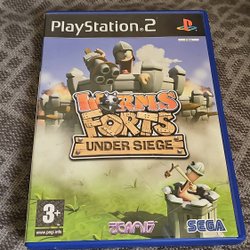 PlayStation 2
WORMS
FORTS
UNDER SIEGE
3+
www.pegi.info
TEAM17
SEGA